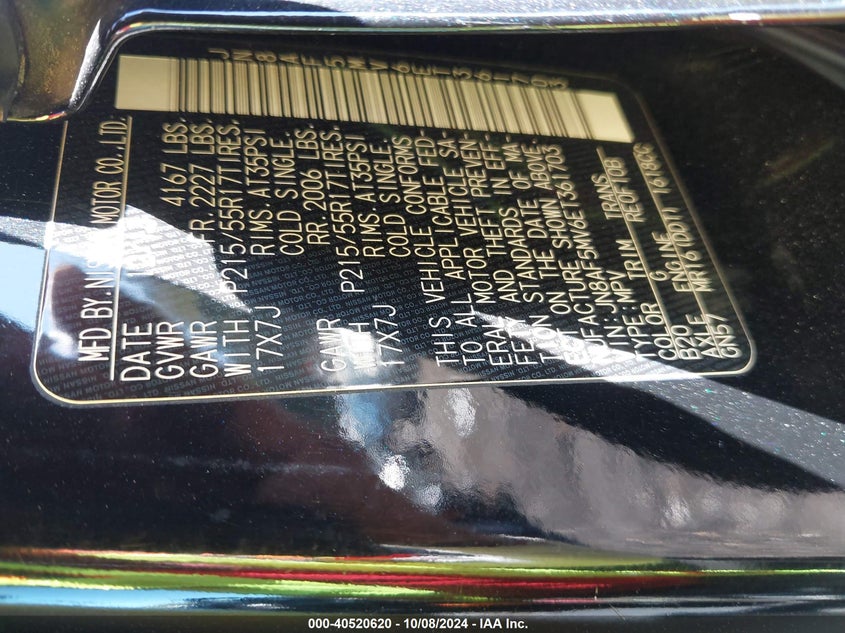 MFD BY:NISSAN MOTOR CO.,LTD.
DATE
GVWR 4167 LBS.
GAWR FR.2227 LBS.
WITH P215/55R17TIRES.
17X7J RIMS AT35PSI
COLD SINGLE.
GAWR RR.2006 LBS.
WITH P215/55R17TIRES.
17X7J RIMS AT35PSI
COLD SINGLE.
THIS VEHICLE CONFORMS
TO ALL APPLICABLE FED-
ERAL MOTOR VEHICLE SA-
FETY AND THEFT PREVEN-
TION STANDARDS IN EFF-
ECT ON THE DATE OF MA-
NUFACTURE SHOWN ABOVE
VIN:JN8AF5MV6ET361703
TYPE:MPV
COLOR TRIM TRANS
B20 G RE0F10B
AXLE ENGINE
GN57 MR16 1618CC
JN8AF5MV6ET361703
000-40520620 - 10/08/2024 - IAA Inc.